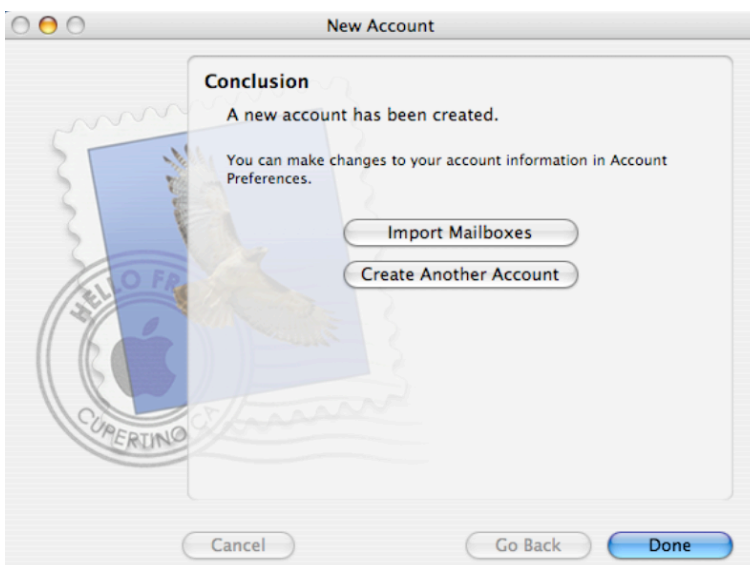 New Account
Conclusion
A new account has been created.
You can make changes to your account information in Account
Preferences.
Import Mailboxes
Create Another Account
HELLO FR
CUPERTINO CA
Cancel
Go Back
Done